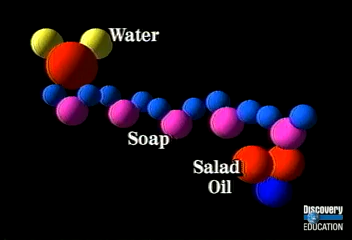 Water
Soap
Salad
Oil
Discovery
EDUCATION